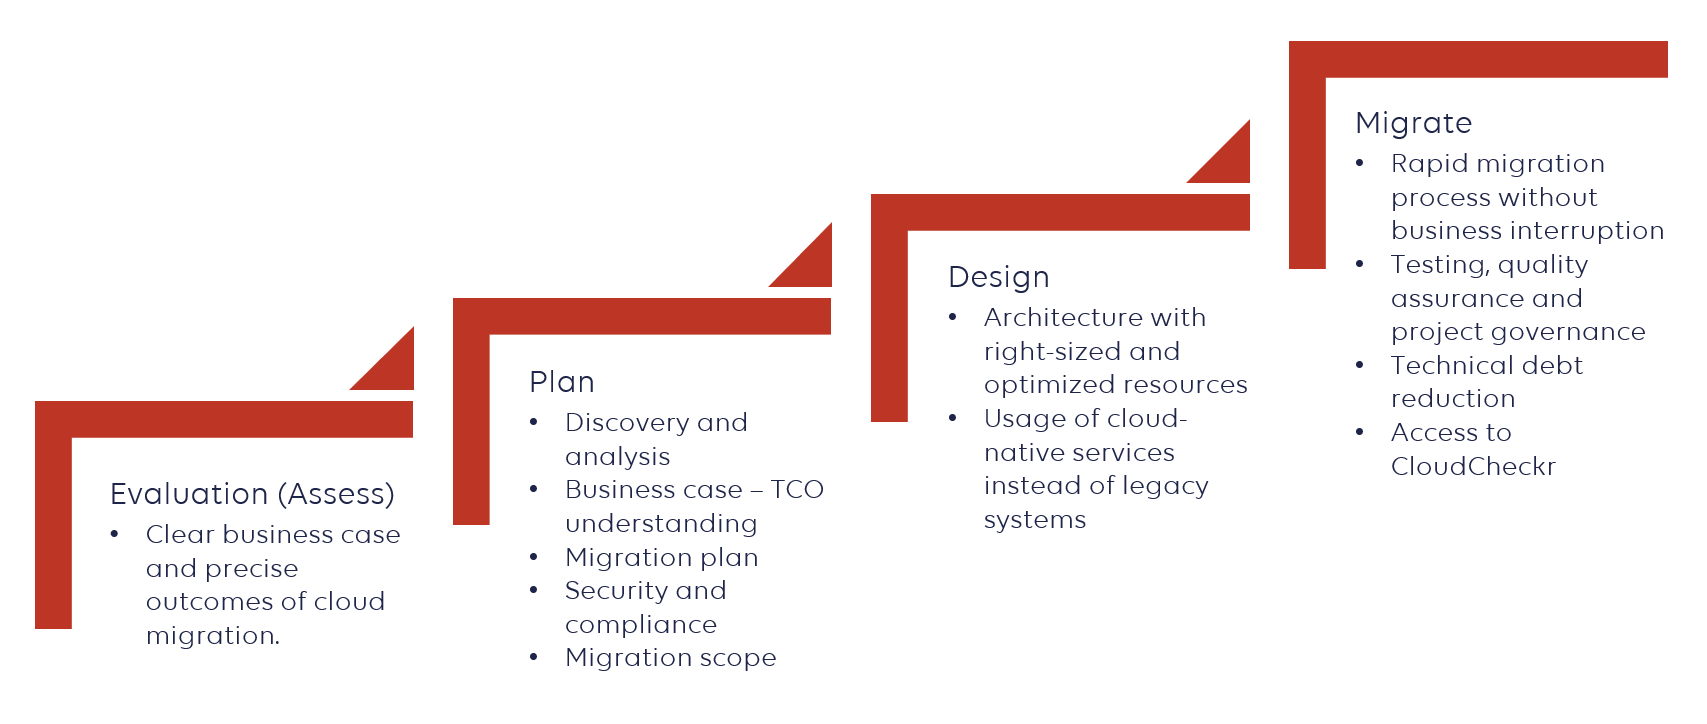 Evaluation (Assess)
• Clear business case
and precise
outcomes of cloud
migration.
Plan
• Discovery and
analysis
• Business case – TCO
understanding
• Migration plan
• Security and
compliance
• Migration scope
Design
• Architecture with
right-sized and
optimized resources
• Usage of cloud-
native services
instead of legacy
systems
Migrate
• Rapid migration
process without
business interruption
• Testing, quality
assurance and
project governance
• Technical debt
reduction
• Access to
CloudCheckr